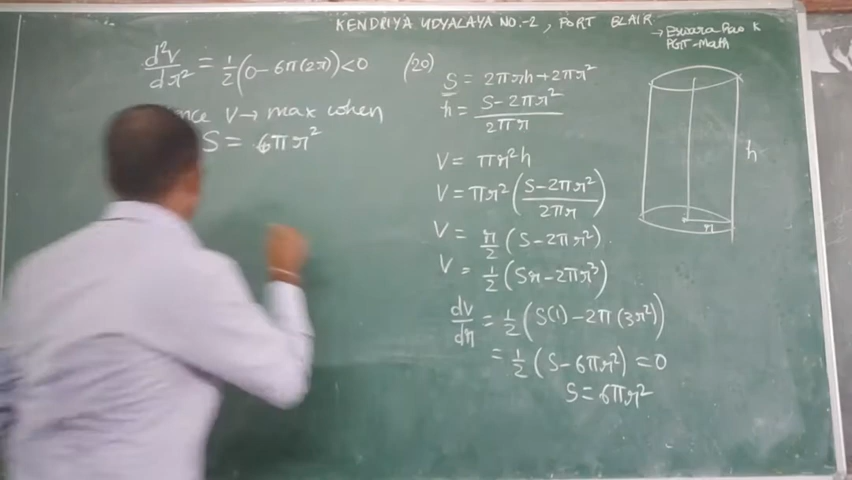 KENDRIYA VDYALAYA NO.-2, PORT BLAIR
→ Eswara Rao K
PGT-Math
d²v/dr² = 1/2 (0 - 6π(2r)) < 0
nce V → max when
S = 6πr²
(20)
S = 2πrh + 2πr²
h = (S - 2πr²)/(2πr)
V = πr²h
V = πr² ((S - 2πr²)/(2πr))
V = r/2 (S - 2πr²)
V = 1/2 (Sr - 2πr³)
dv/dr = 1/2 (S(1) - 2π(3r²))
= 1/2 (S - 6πr²) = 0
S = 6πr²
h
r